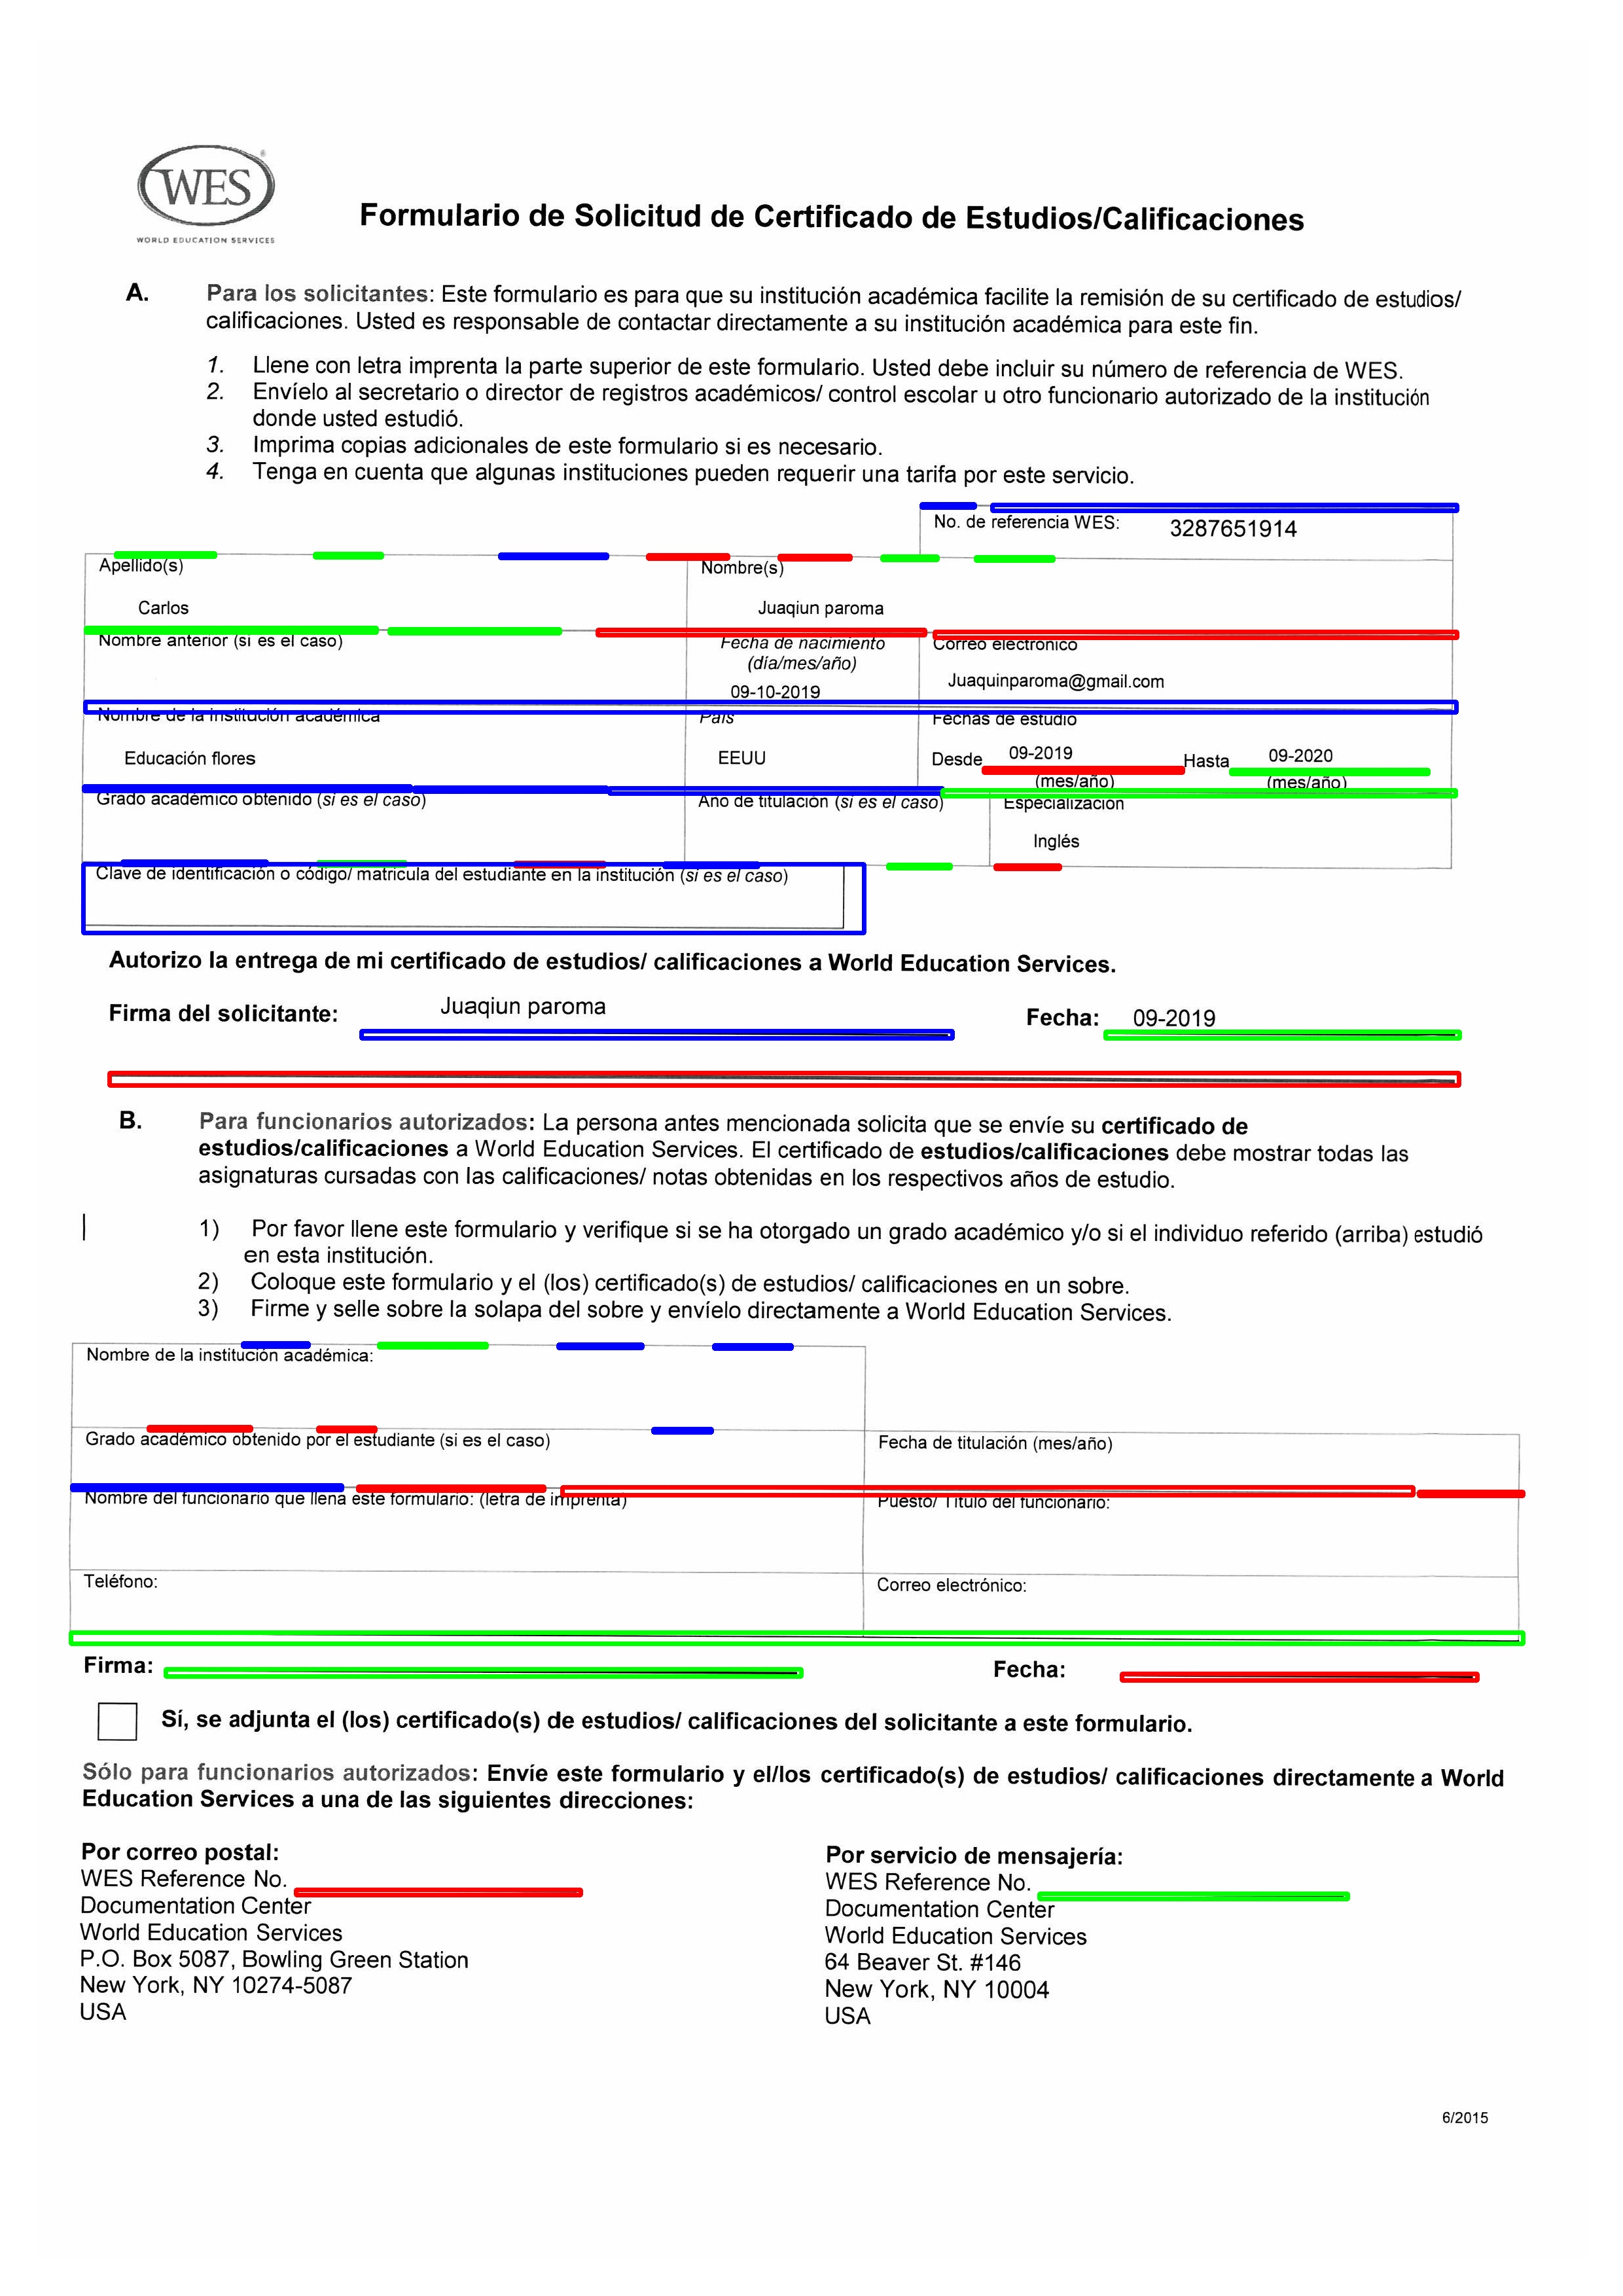 WES
WORLD EDUCATION SERVICES
Formulario de Solicitud de Certificado de Estudios/Calificaciones
A. Para los solicitantes: Este formulario es para que su institución académica facilite la remisión de su certificado de estudios/
calificaciones. Usted es responsable de contactar directamente a su institución académica para este fin.
1. Llene con letra imprenta la parte superior de este formulario. Usted debe incluir su número de referencia de WES.
2. Envíelo al secretario o director de registros académicos/ control escolar u otro funcionario autorizado de la institución
donde usted estudió.
3. Imprima copias adicionales de este formulario si es necesario.
4. Tenga en cuenta que algunas instituciones pueden requerir una tarifa por este servicio.
No. de referencia WES: 3287651914
Apellido(s) Nombre(s)
Carlos Juaqiun paroma
Nombre anterior (si es el caso) Fecha de nacimiento Correo electrónico
(día/mes/año)
Juaquinparoma@gmail.com
09-10-2019
Nombre de la institución académica País Fechas de estudio
Educación flores EEUU Desde 09-2019 Hasta 09-2020
(mes/año) (mes/año)
Grado académico obtenido (si es el caso) Año de titulación (si es el caso) Especialización
Inglés
Clave de identificación o código/ matricula del estudiante en la institución (si es el caso)
Autorizo la entrega de mi certificado de estudios/ calificaciones a World Education Services.
Firma del solicitante: Juaqiun paroma Fecha: 09-2019
B. Para funcionarios autorizados: La persona antes mencionada solicita que se envíe su certificado de
estudios/calificaciones a World Education Services. El certificado de estudios/calificaciones debe mostrar todas las
asignaturas cursadas con las calificaciones/ notas obtenidas en los respectivos años de estudio.
1) Por favor llene este formulario y verifique si se ha otorgado un grado académico y/o si el individuo referido (arriba) estudió
en esta institución.
2) Coloque este formulario y el (los) certificado(s) de estudios/ calificaciones en un sobre.
3) Firme y selle sobre la solapa del sobre y envíelo directamente a World Education Services.
Nombre de la institución académica:
Grado académico obtenido por el estudiante (si es el caso) Fecha de titulación (mes/año)
Nombre del funcionario que llena este formulario: (letra de imprenta) Puesto/ Título del funcionario:
Teléfono: Correo electrónico:
Firma: Fecha:
Sí, se adjunta el (los) certificado(s) de estudios/ calificaciones del solicitante a este formulario.
Sólo para funcionarios autorizados: Envíe este formulario y el/los certificado(s) de estudios/ calificaciones directamente a World
Education Services a una de las siguientes direcciones:
Por correo postal:
WES Reference No.
Documentation Center
World Education Services
P.O. Box 5087, Bowling Green Station
New York, NY 10274-5087
USA
Por servicio de mensajería:
WES Reference No.
Documentation Center
World Education Services
64 Beaver St. #146
New York, NY 10004
USA
6/2015